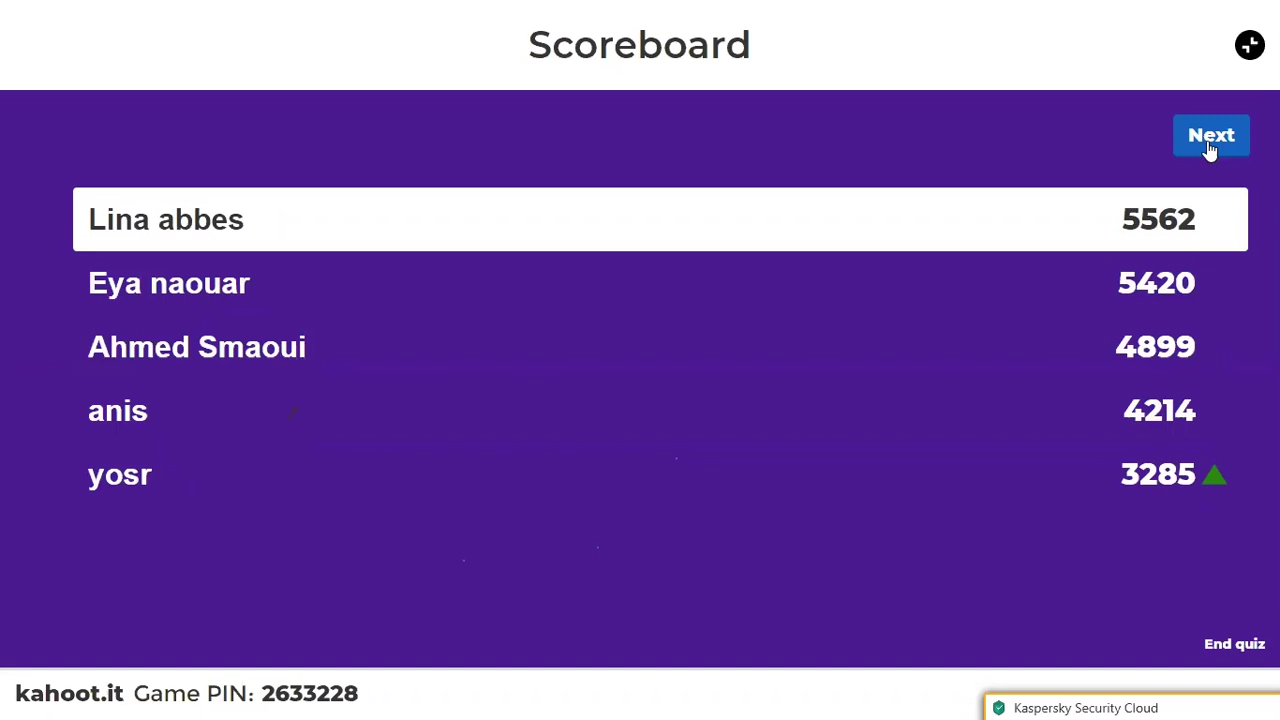 Scoreboard
Next
Lina abbes 5562
Eya naouar 5420
Ahmed Smaoui 4899
anis 4214
yosr 3285
End quiz
kahoot.it Game PIN: 2633228
Kaspersky Security Cloud